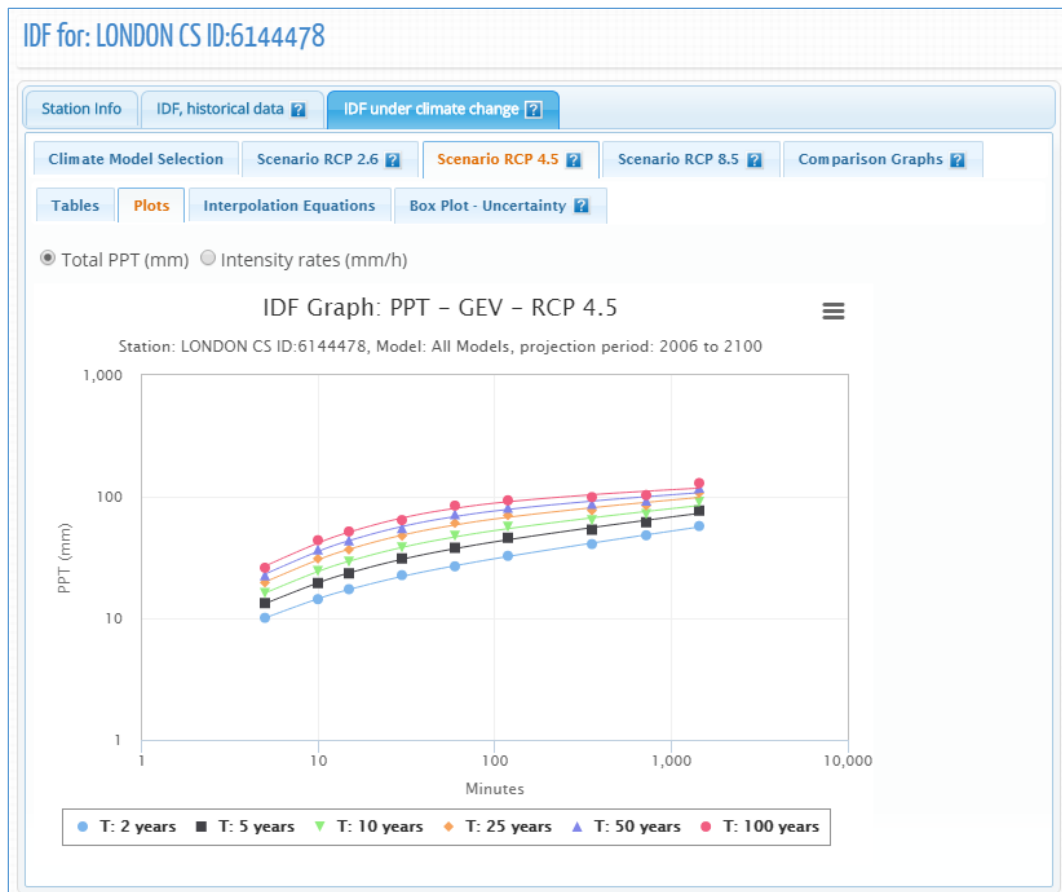 IDF for: LONDON CS ID:6144478
Station Info IDF, historical data ? IDF under climate change ?
Climate Model Selection Scenario RCP 2.6 ? Scenario RCP 4.5 ? Scenario RCP 8.5 ? Comparison Graphs ?
Tables Plots Interpolation Equations Box Plot - Uncertainty ?
Total PPT (mm) Intensity rates (mm/h)
IDF Graph: PPT – GEV – RCP 4.5
Station: LONDON CS ID:6144478, Model: All Models, projection period: 2006 to 2100
1,000
100
10
1
PPT (mm)
1 10 100 1,000 10,000
Minutes
T: 2 years T: 5 years T: 10 years T: 25 years T: 50 years T: 100 years